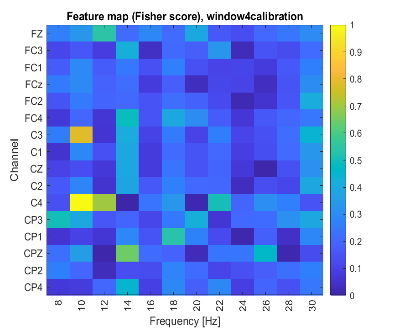 Feature map (Fisher score), window4calibration
FZ
FC3
FC1
FCz
FC2
FC4
C3
C1
CZ
C2
C4
CP3
CP1
CPZ
CP2
CP4
Channel
8 10 12 14 16 18 20 22 24 26 28 30
Frequency [Hz]
1
0.9
0.8
0.7
0.6
0.5
0.4
0.3
0.2
0.1
0